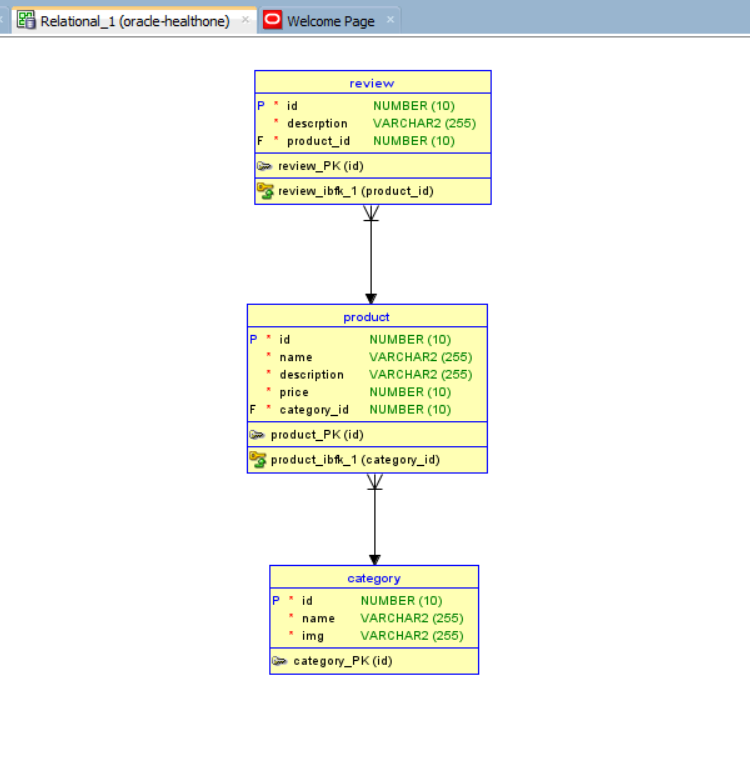 Relational_1 (oracle-healthone) Welcome Page
review
P * id NUMBER (10)
* descrption VARCHAR2 (255)
F * product_id NUMBER (10)
review_PK (id)
review_ibfk_1 (product_id)
product
P * id NUMBER (10)
* name VARCHAR2 (255)
* description VARCHAR2 (255)
* price NUMBER (10)
F * category_id NUMBER (10)
product_PK (id)
product_ibfk_1 (category_id)
category
P * id NUMBER (10)
* name VARCHAR2 (255)
* img VARCHAR2 (255)
category_PK (id)